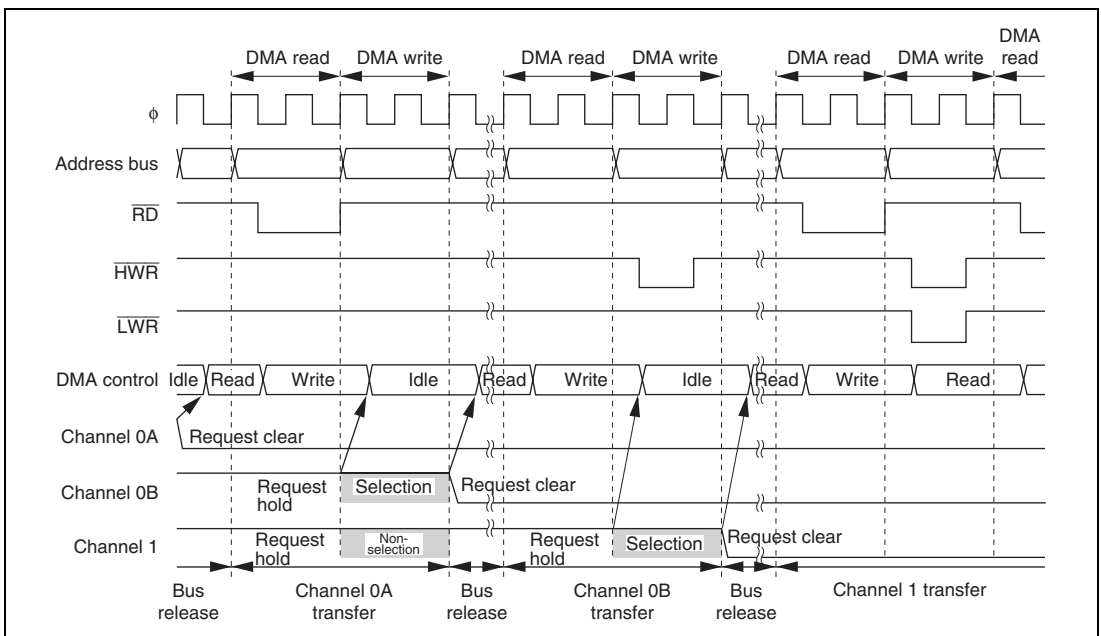 DMA read DMA write DMA read DMA write DMA read DMA write DMA read
φ
Address bus
RD
HWR
LWR
DMA control Idle Read Write Idle Read Write Idle Read Write Read
Channel 0A Request clear
Channel 0B Request hold Selection Request clear
Channel 1 Request hold Non-selection Request hold Selection Request clear
Bus release Channel 0A transfer Bus release Channel 0B transfer Bus release Channel 1 transfer